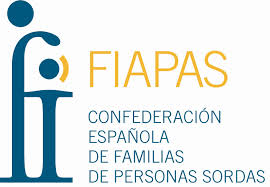 FIAPAS
CONFEDERACIÓN
ESPAÑOLA
DE FAMILIAS
DE PERSONAS SORDAS